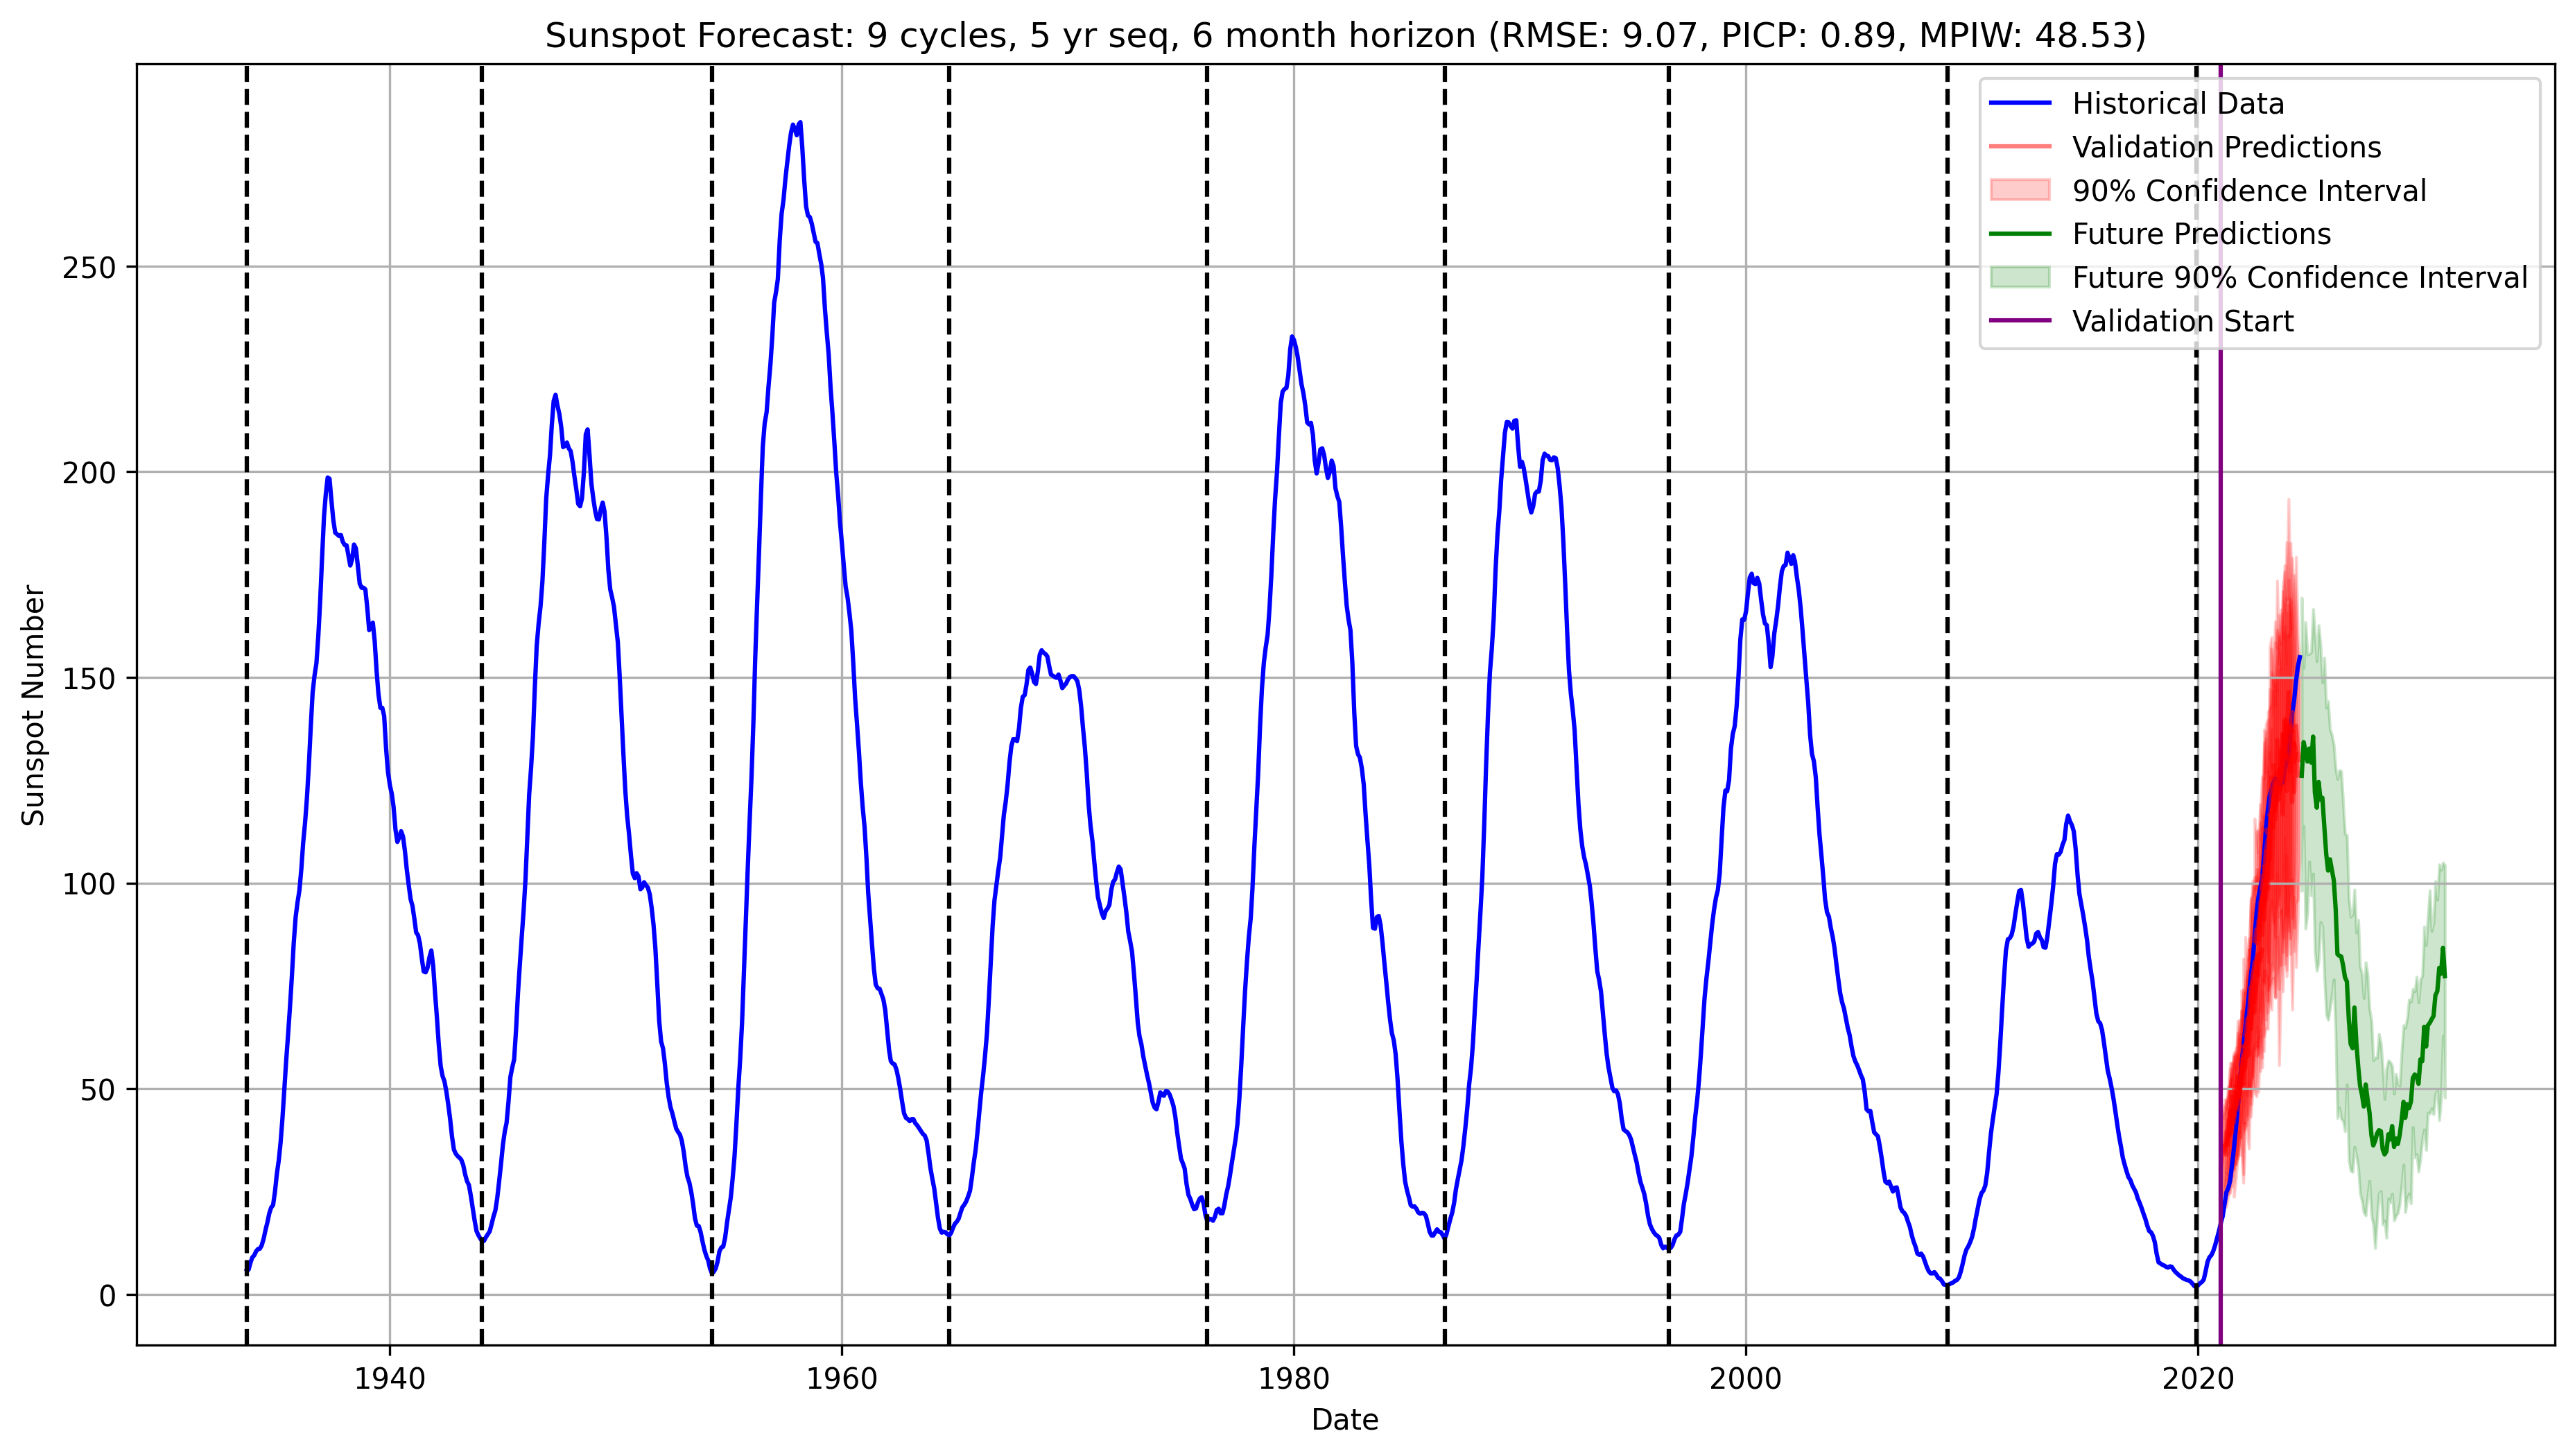 Sunspot Forecast: 9 cycles, 5 yr seq, 6 month horizon (RMSE: 9.07, PICP: 0.89, MPIW: 48.53)
Historical Data
Validation Predictions
90% Confidence Interval
Future Predictions
Future 90% Confidence Interval
Validation Start
Sunspot Number
250
200
150
100
50
0
1940
1960
1980
2000
2020
Date